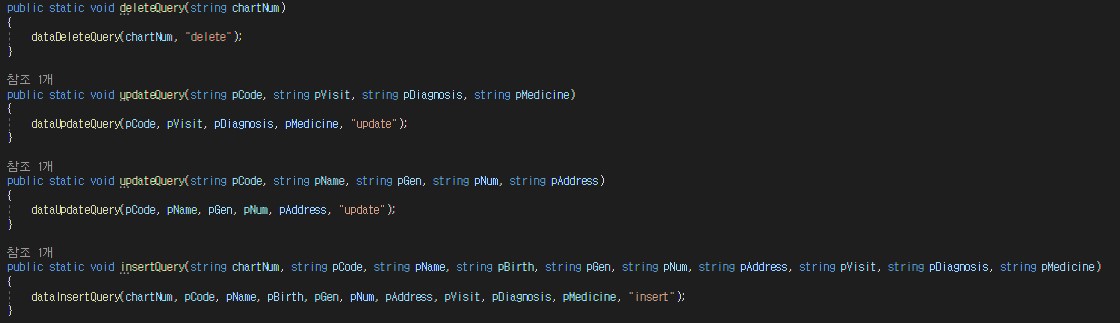 public static void deleteQuery(string chartNum)
{
    dataDeleteQuery(chartNum, "delete");
}
참조 1개
public static void updateQuery(string pCode, string pVisit, string pDiagnosis, string pMedicine)
{
    dataUpdateQuery(pCode, pVisit, pDiagnosis, pMedicine, "update");
}
참조 1개
public static void updateQuery(string pCode, string pName, string pGen, string pNum, string pAddress)
{
    dataUpdateQuery(pCode, pName, pGen, pNum, pAddress, "update");
}
참조 1개
public static void insertQuery(string chartNum, string pCode, string pName, string pBirth, string pGen, string pNum, string pAddress, string pVisit, string pDiagnosis, string pMedicine)
{
    dataInsertQuery(chartNum, pCode, pName, pBirth, pGen, pNum, pAddress, pVisit, pDiagnosis, pMedicine, "insert");
}